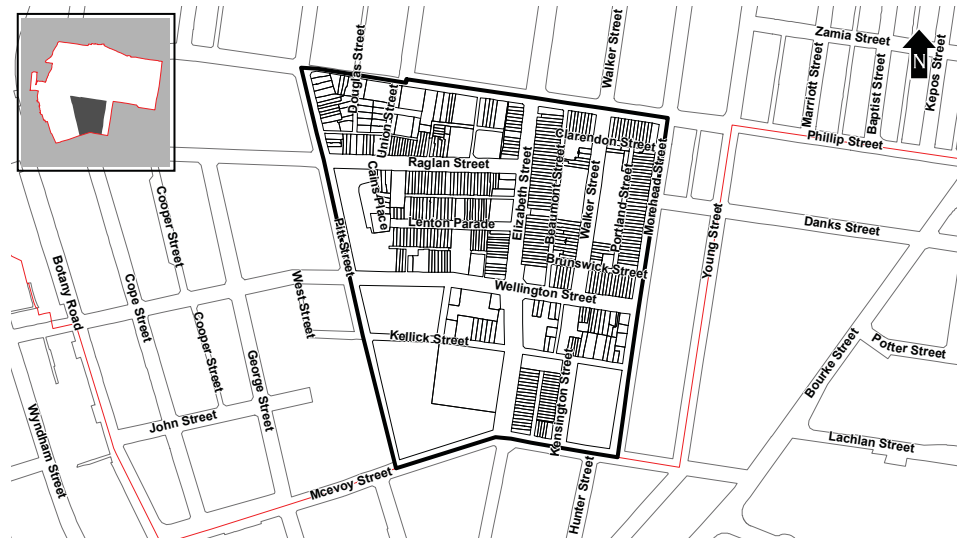 Zamia Street
N
Kepos Street
Baptist Street
Marriott Street
Walker Street
Douglas Street
Union Street
Phillip Street
Clarendon Street
Raglan Street
Cains Place
Elizabeth Street
Beaumont Street
Walker Street
Portland Street
Morehead Street
Cooper Street
Pitt Street
Lenton Parade
Young Street
Danks Street
Botany Road
Cope Street
West Street
Brunswick Street
Wellington Street
Cooper Street
George Street
Kellick Street
Potter Street
Bourke Street
Kensington Street
John Street
Wyndham Street
Lachlan Street
Mcevoy Street
Hunter Street